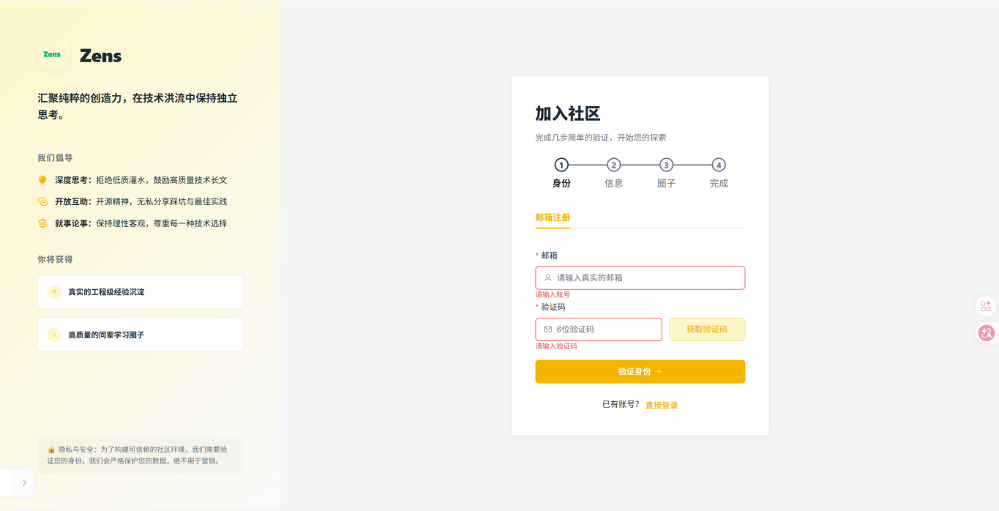 Zens
Zens
汇聚纯粹的创造力，在技术洪流中保持独立
思考。
我们倡导
深度思考：拒绝低质灌水，鼓励高质量技术长文
开放互助：开源精神，无私分享踩坑与最佳实践
就事论事：保持理性客观，尊重每一种技术选择
你将获得
真实的工程级经验沉淀
高质量的同辈学习圈子
隐私与安全：为了构建可信赖的社区环境，我们需要验
证您的身份。我们会严格保护您的数据，绝不用于营销。
加入社区
完成几步简单的验证，开始您的探索
1 2 3 4
身份 信息 圈子 完成
邮箱注册
* 邮箱
请输入真实的邮箱
请输入账号
* 验证码
6位验证码 获取验证码
请输入验证码
验证身份 →
已有账号？ 直接登录